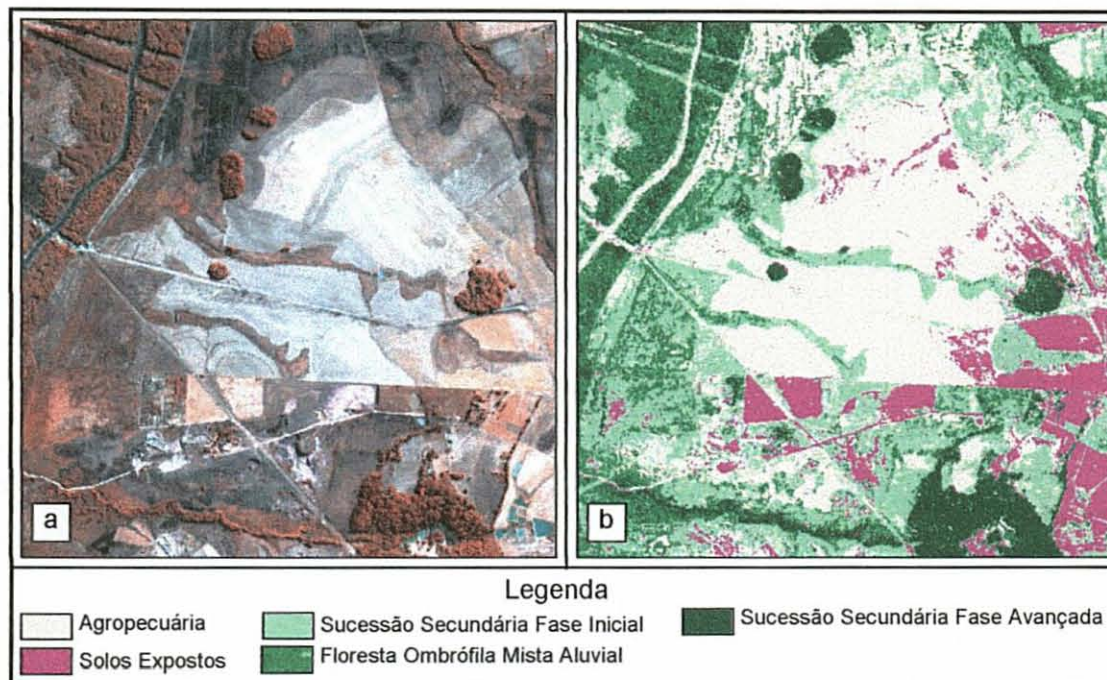 a
b
Legenda
Agropecuária
Sucessão Secundária Fase Inicial
Sucessão Secundária Fase Avançada
Solos Expostos
Floresta Ombrófila Mista Aluvial